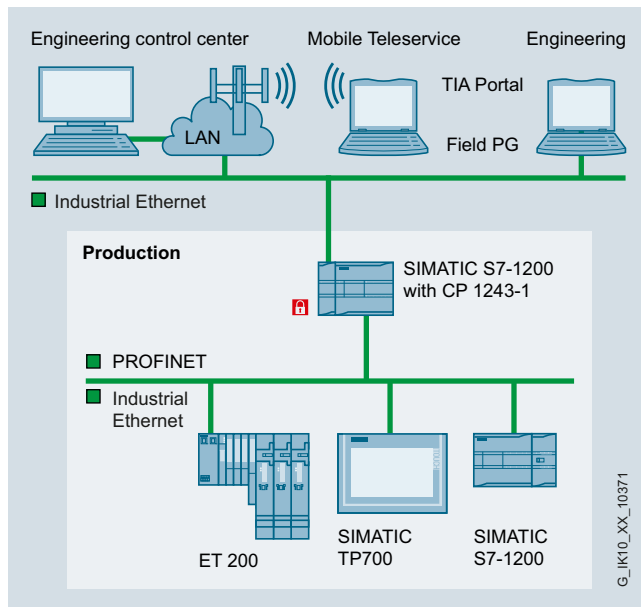 Engineering control center
Mobile Teleservice
Engineering
TIA Portal
LAN
Field PG
Industrial Ethernet
Production
SIMATIC S7-1200
with CP 1243-1
PROFINET
Industrial
Ethernet
ET 200
SIMATIC
TP700
SIMATIC
S7-1200
G_IK10_XX_10371